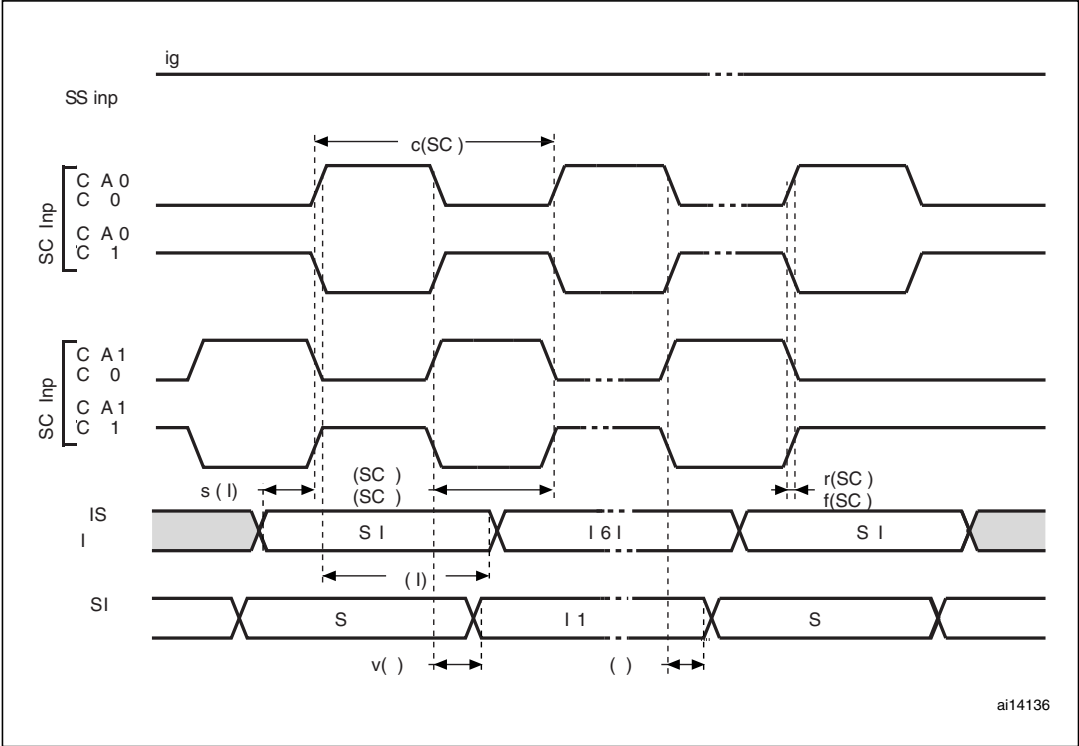 ig
SS inp
c(SC )
SC Inp
C A 0
C 0
C A 0
C 1
SC Inp
C A 1
C 0
C A 1
C 1
s ( I)
(SC )
(SC )
r(SC )
f(SC )
IS
I
S I
I 6 I
S I
( I)
SI
S
I 1
S
v( )
( )
ai14136